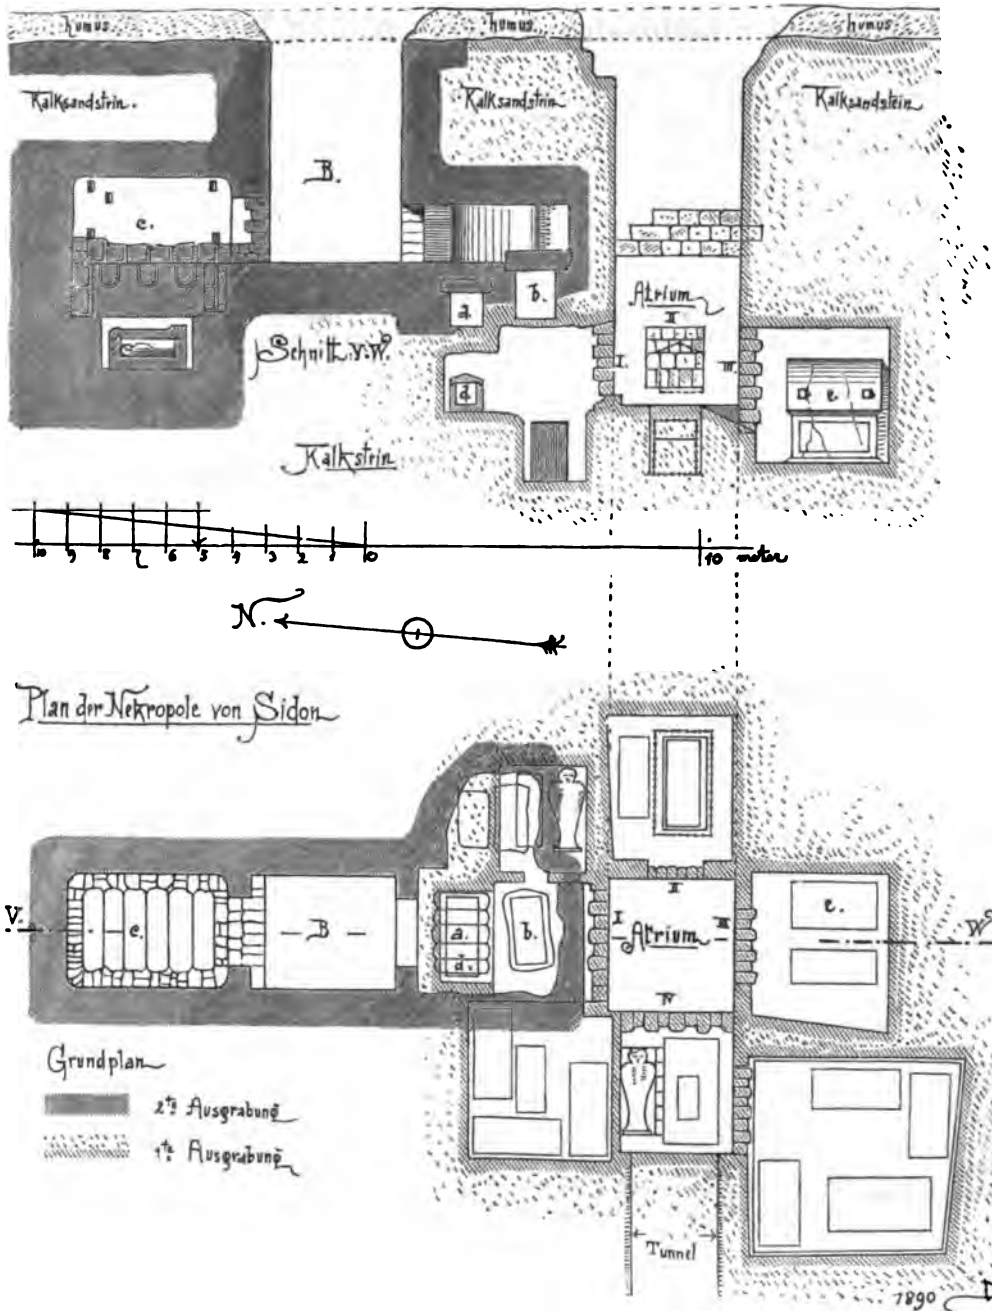 humus
humus
humus
Kalksandstein.
Kalksandstein
Kalksandstein
B.
c.
a.
b.
Atrium
II
I.
III.
d.
e.
Schnitt. V. W.
Kalkstein
10 9 8 7 6 5 4 3 2 1 0 10 meter
N.
Plan der Nekropole von Sidon
V.
c.
B
a.
d.
b.
II
I
Atrium
III
IV
e.
W
Grundplan
2te Ausgrabung
1te Ausgrabung
Tunnel
1890